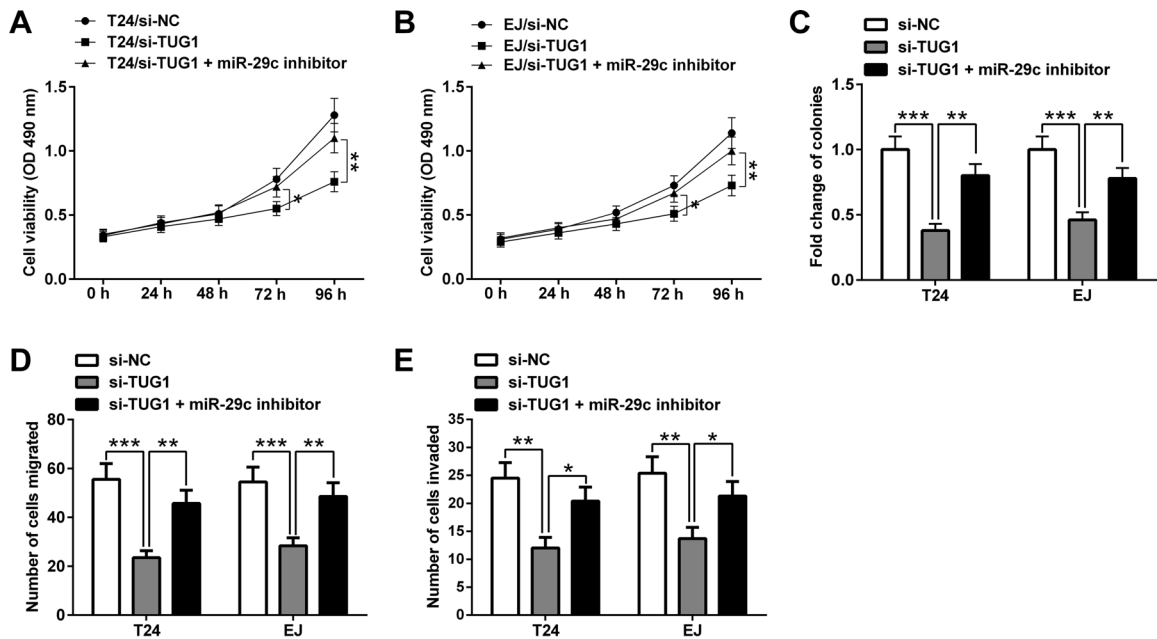 A
T24/si-NC
T24/si-TUG1
T24/si-TUG1 + miR-29c inhibitor
Cell viability (OD 490 nm)
1.5
1.0
0.5
0.0
0 h 24 h 48 h 72 h 96 h
*
**
B
EJ/si-NC
EJ/si-TUG1
EJ/si-TUG1 + miR-29c inhibitor
Cell viability (OD 490 nm)
1.5
1.0
0.5
0.0
0 h 24 h 48 h 72 h 96 h
*
**
C
si-NC
si-TUG1
si-TUG1 + miR-29c inhibitor
Fold change of colonies
1.5
1.0
0.5
0.0
*** ** *** **
T24 EJ
D
si-NC
si-TUG1
si-TUG1 + miR-29c inhibitor
Number of cells migrated
80
60
40
20
0
*** ** *** **
T24 EJ
E
si-NC
si-TUG1
si-TUG1 + miR-29c inhibitor
Number of cells invaded
35
30
25
20
15
10
5
0
** * ** *
T24 EJ